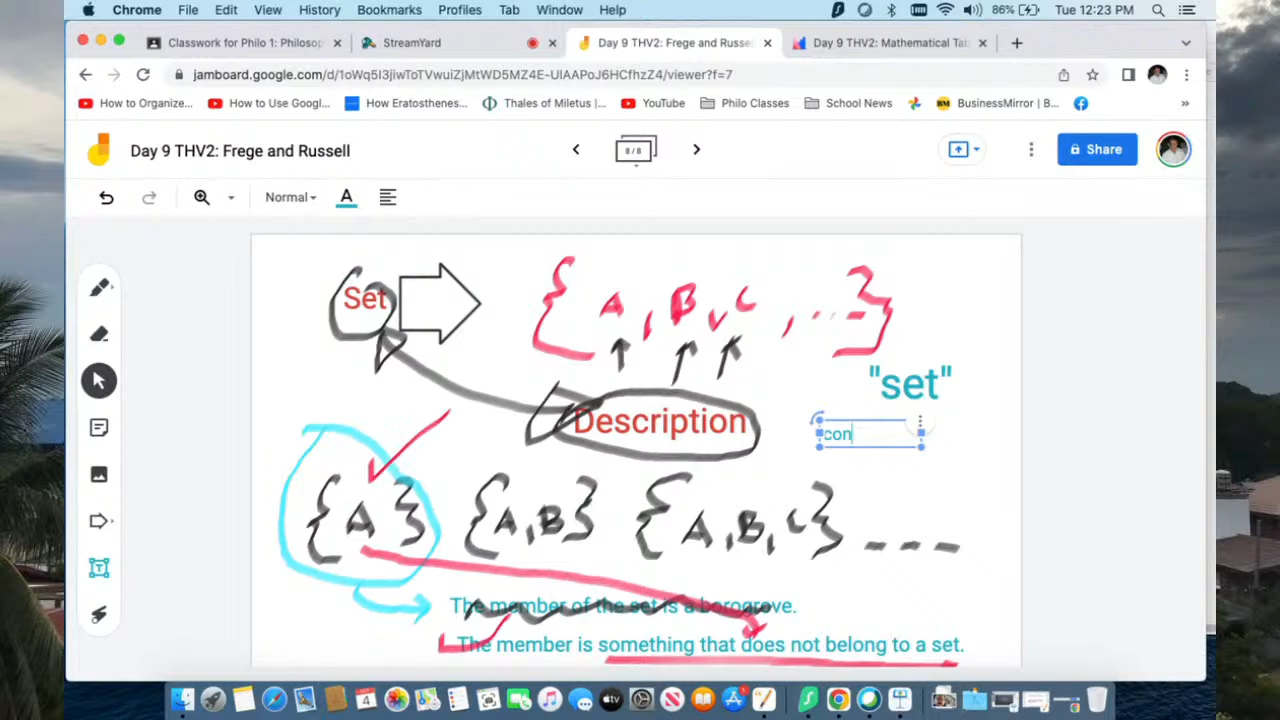 Chrome File Edit View History Bookmarks Profiles Tab Window Help 86% Tue 12:23 PM
Classwork for Philo 1: Philosop StreamYard Day 9 THV2: Frege and Russe Day 9 THV2: Mathematical Tab
jamboard.google.com/d/1oWq5I3jiwToTVwuiZjMtWD5MZ4E-UIAAPoJ6HCfhzZ4/viewer?f=7
How to Organize... How to Use Googl... How Eratosthenes... Thales of Miletus |... YouTube Philo Classes School News BusinessMirror | B... »
Day 9 THV2: Frege and Russell 8/8 Share
Normal A
Set { A, B, C, ...}
"set"
Description
con
{A} {A,B} {A,B,C} ---
The member of the set is a borogrove.
The member is something that does not belong to a set.